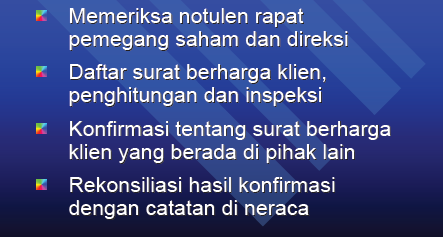 Memeriksa notulen rapat
pemegang saham dan direksi
Daftar surat berharga klien,
penghitungan dan inspeksi
Konfirmasi tentang surat berharga
klien yang berada di pihak lain
Rekonsiliasi hasil konfirmasi
dengan catatan di neraca